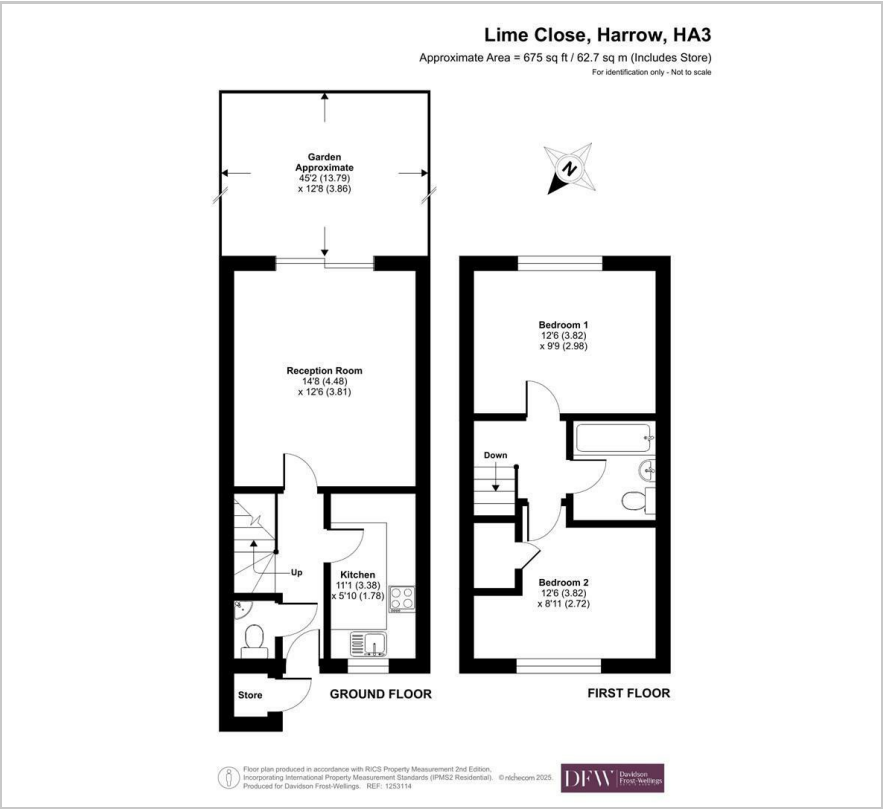 Lime Close, Harrow, HA3
Approximate Area = 675 sq ft / 62.7 sq m (Includes Store)
For identification only - Not to scale
Garden
Approximate
45'2 (13.79)
x 12'8 (3.86)
N
Reception Room
14'8 (4.48)
x 12'6 (3.81)
Bedroom 1
12'6 (3.82)
x 9'9 (2.98)
Down
Up
Kitchen
11'1 (3.38)
x 5'10 (1.78)
Bedroom 2
12'6 (3.82)
x 8'11 (2.72)
Store
GROUND FLOOR
FIRST FLOOR
Floor plan produced in accordance with RICS Property Measurement 2nd Edition,
Incorporating International Property Measurement Standards (IPMS2 Residential). © nichecom 2025.
Produced for Davidson Frost-Wellings. REF: 1253114
DFW
Davidson
Frost-Wellings